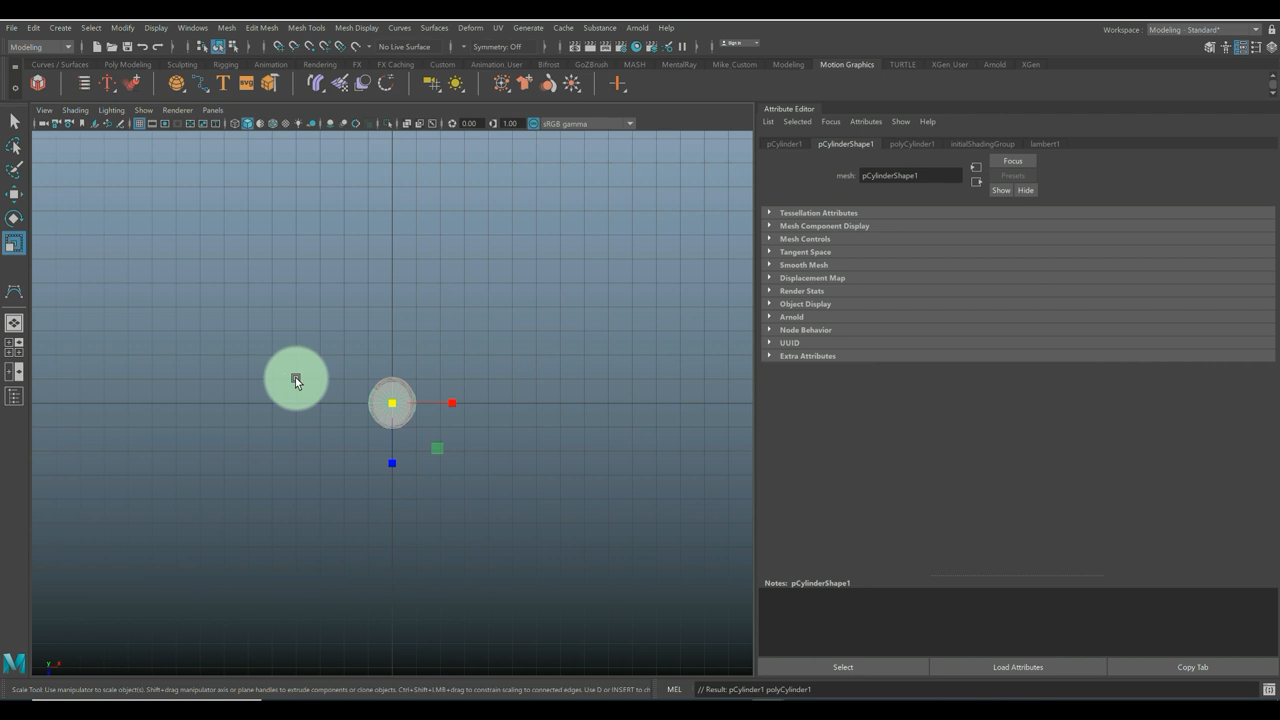 File Edit Create Select Modify Display Windows Mesh Edit Mesh Mesh Tools Mesh Display Curves Surfaces Deform UV Generate Cache Substance Arnold Help
Workspace : Modeling - Standard*
Modeling No Live Surface Symmetry: Off Sign In
Curves / Surfaces Poly Modeling Sculpting Rigging Animation Rendering FX FX Caching Custom Animation_User Bifrost GoZBrush MASH MentalRay Mike Custom Modeling Motion Graphics TURTLE XGen_User Arnold XGen
T SVG
View Shading Lighting Show Renderer Panels
0.00 1.00 sRGB gamma
Attribute Editor
List Selected Focus Attributes Show Help
pCylinder1 pCylinderShape1 polyCylinder1 initialShadingGroup lambert1
mesh: pCylinderShape1
Focus
Presets
Show Hide
Tessellation Attributes
Mesh Component Display
Mesh Controls
Tangent Space
Smooth Mesh
Displacement Map
Render Stats
Object Display
Arnold
Node Behavior
UUID
Extra Attributes
Notes: pCylinderShape1
Select Load Attributes Copy Tab
y x
M
Scale Tool: Use manipulator to scale object(s). Shift+drag manipulator axis or plane handles to extrude components or clone objects. Ctrl+Shift+LMB+drag to constrain scaling to connected edges. Use D or INSERT to ch
MEL // Result: pCylinder1 polyCylinder1